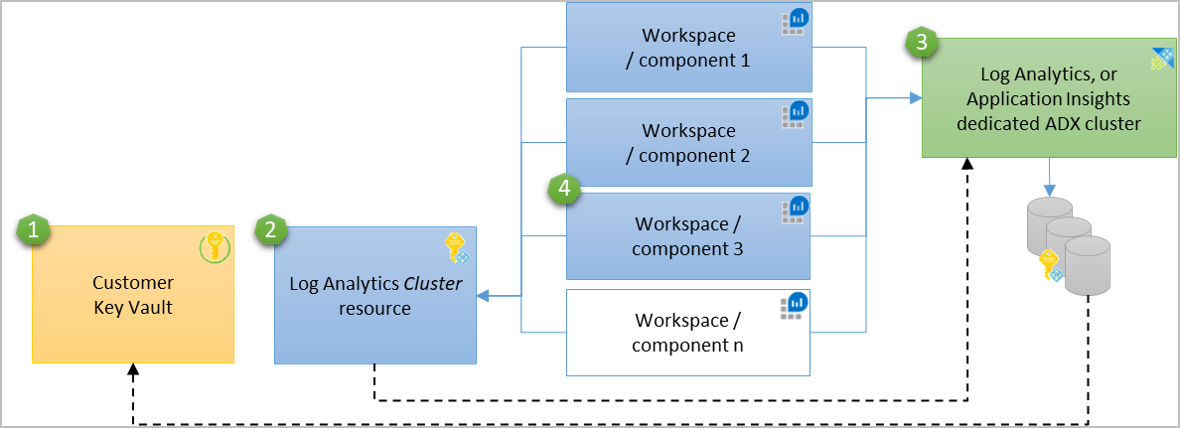 1
Customer
Key Vault
2
Log Analytics Cluster
resource
Workspace
/ component 1
Workspace
/ component 2
4
Workspace /
component 3
Workspace /
component n
3
Log Analytics, or
Application Insights
dedicated ADX cluster